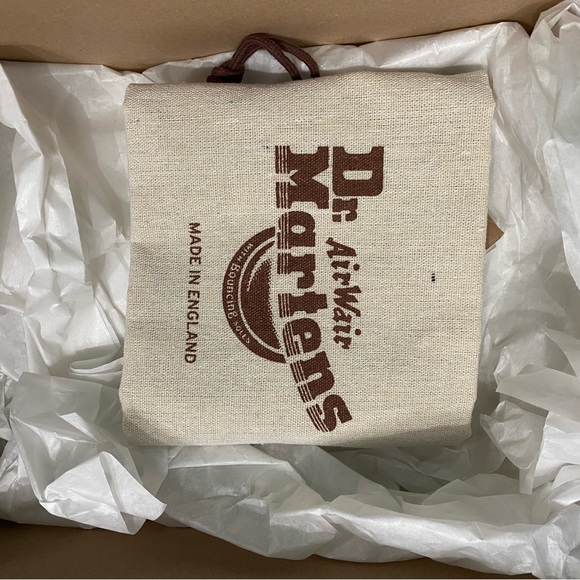 Dr
AirWair
Martens
WITH Bouncing SOLES
MADE IN ENGLAND